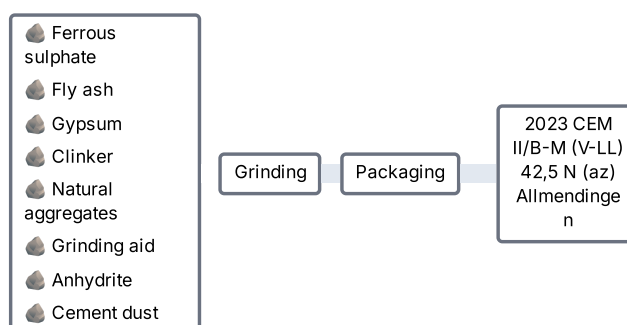 Ferrous
sulphate
Fly ash
Gypsum
Clinker
Natural
aggregates
Grinding aid
Anhydrite
Cement dust
Grinding
Packaging
2023 CEM
II/B-M (V-LL)
42,5 N (az)
Allmendinge
n